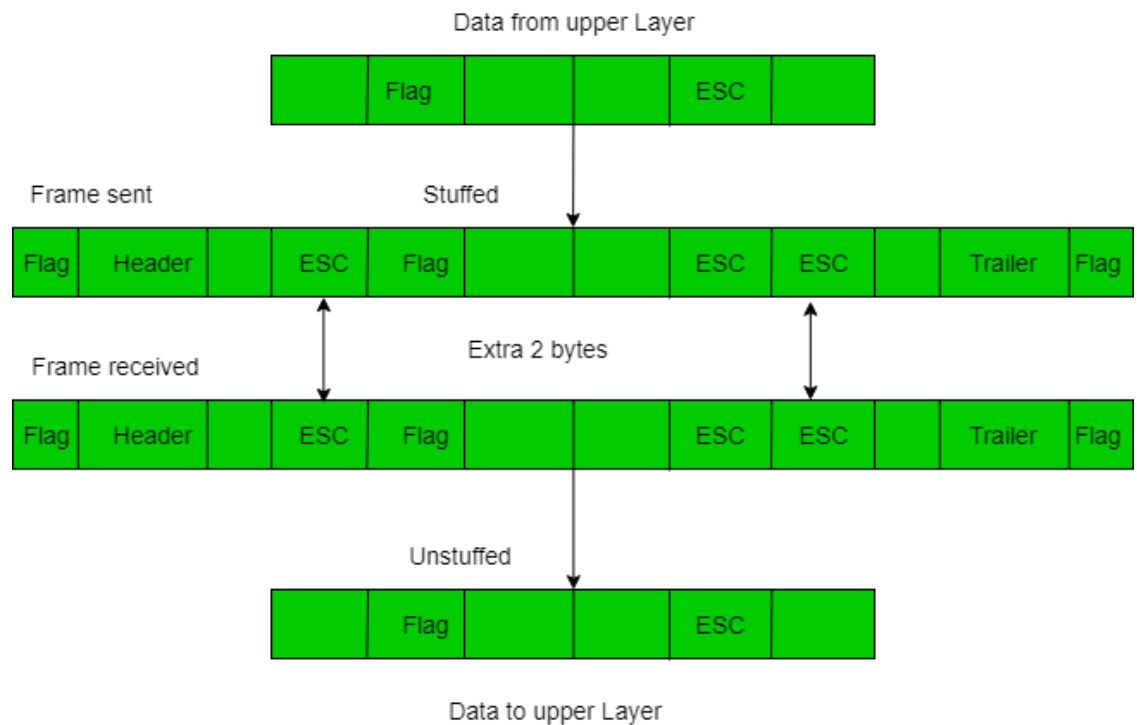 Data from upper Layer
Flag ESC
Frame sent Stuffed
Flag Header ESC Flag ESC ESC Trailer Flag
Extra 2 bytes
Frame received
Flag Header ESC Flag ESC ESC Trailer Flag
Unstuffed
Flag ESC
Data to upper Layer